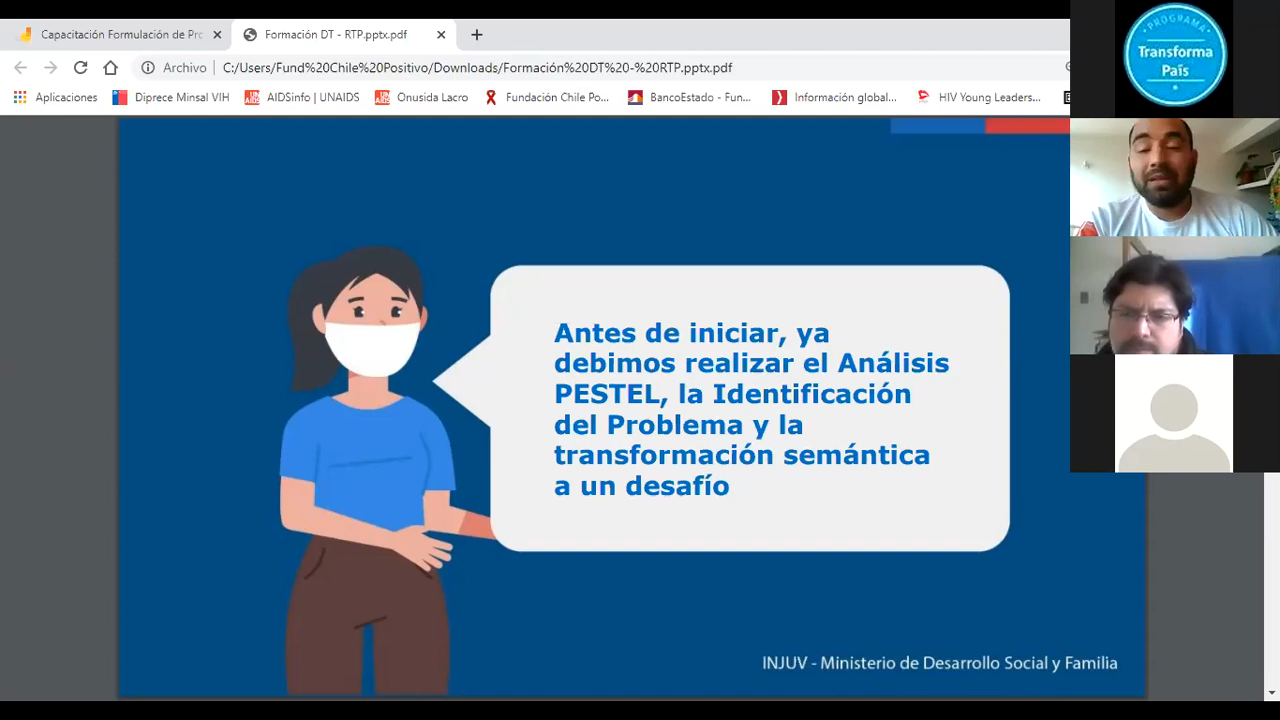 Capacitación Formulación de Pr
Formación DT - RTP.pptx.pdf
Archivo
C:/Users/Fund%20Chile%20Positivo/Downloads/Formación%20DT%20-%20RTP.pptx.pdf
Aplicaciones
Diprece Minsal VIH
AIDSinfo | UNAIDS
Onusida Lacro
Fundación Chile Po...
BancoEstado - Fun...
Información global...
HIV Young Leaders...
PROGRAMA
Transforma
País
Antes de iniciar, ya
debimos realizar el Análisis
PESTEL, la Identificación
del Problema y la
transformación semántica
a un desafío
INJUV - Ministerio de Desarrollo Social y Familia